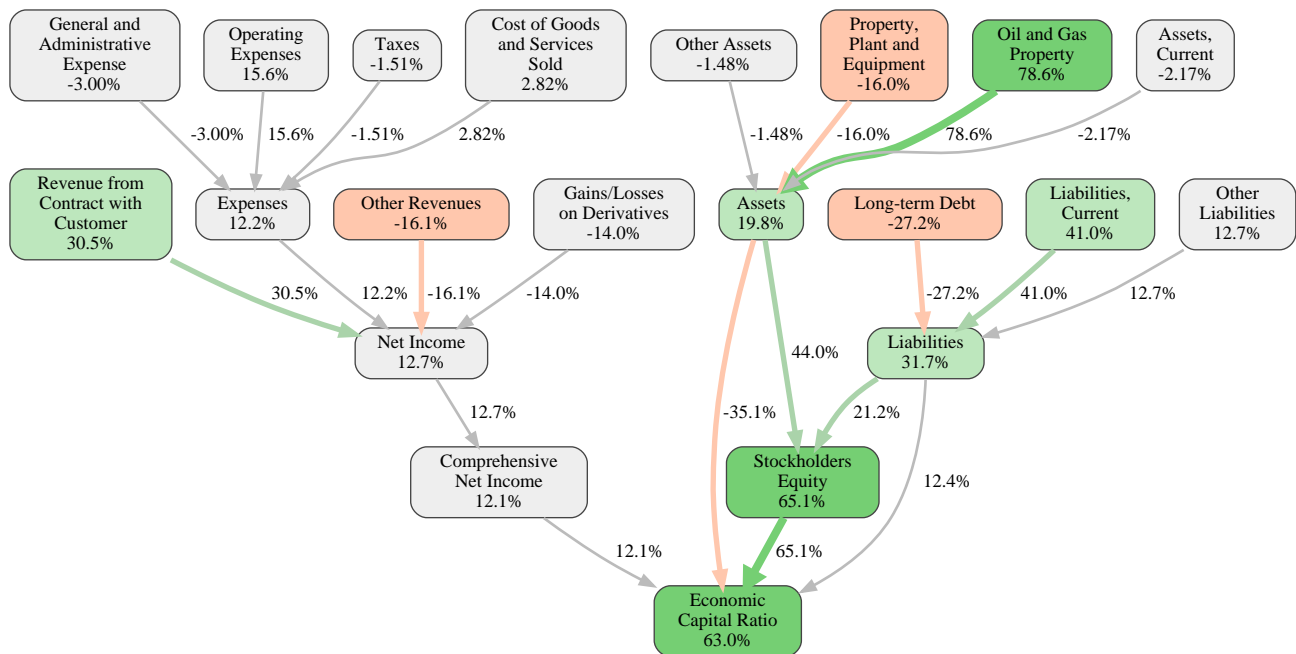 General and
Administrative
Expense
-3.00%
Operating
Expenses
15.6%
Taxes
-1.51%
Cost of Goods
and Services
Sold
2.82%
Other Assets
-1.48%
Property,
Plant and
Equipment
-16.0%
Oil and Gas
Property
78.6%
Assets,
Current
-2.17%
-3.00%
15.6%
-1.51%
2.82%
-1.48%
-16.0%
78.6%
-2.17%
Revenue from
Contract with
Customer
30.5%
Expenses
12.2%
Other Revenues
-16.1%
Gains/Losses
on Derivatives
-14.0%
Assets
19.8%
Long-term Debt
-27.2%
Liabilities,
Current
41.0%
Other
Liabilities
12.7%
30.5%
12.2%
-16.1%
-14.0%
-27.2%
41.0%
12.7%
Net Income
12.7%
44.0%
Liabilities
31.7%
12.7%
-35.1%
21.2%
Comprehensive
Net Income
12.1%
Stockholders
Equity
65.1%
12.4%
12.1%
65.1%
Economic
Capital Ratio
63.0%